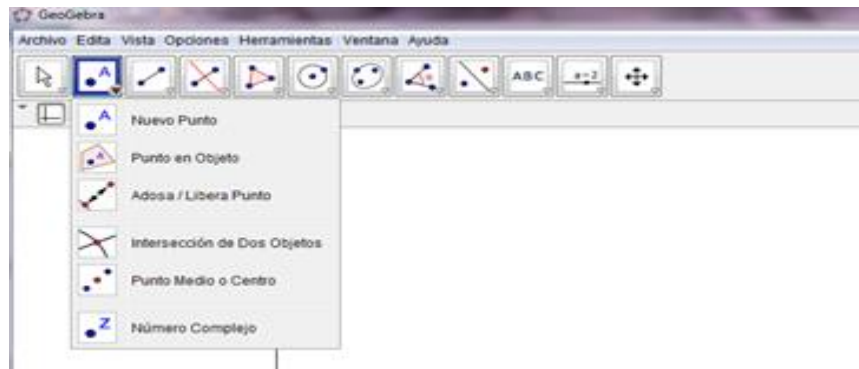 GeoGebra
Archivo Edita Vista Opciones Herramientas Ventana Ayuda
A ABC a=2
A Nuevo Punto
A Punto en Objeto
Adosa / Libera Punto
Intersección de Dos Objetos
Punto Medio o Centro
Z Número Complejo